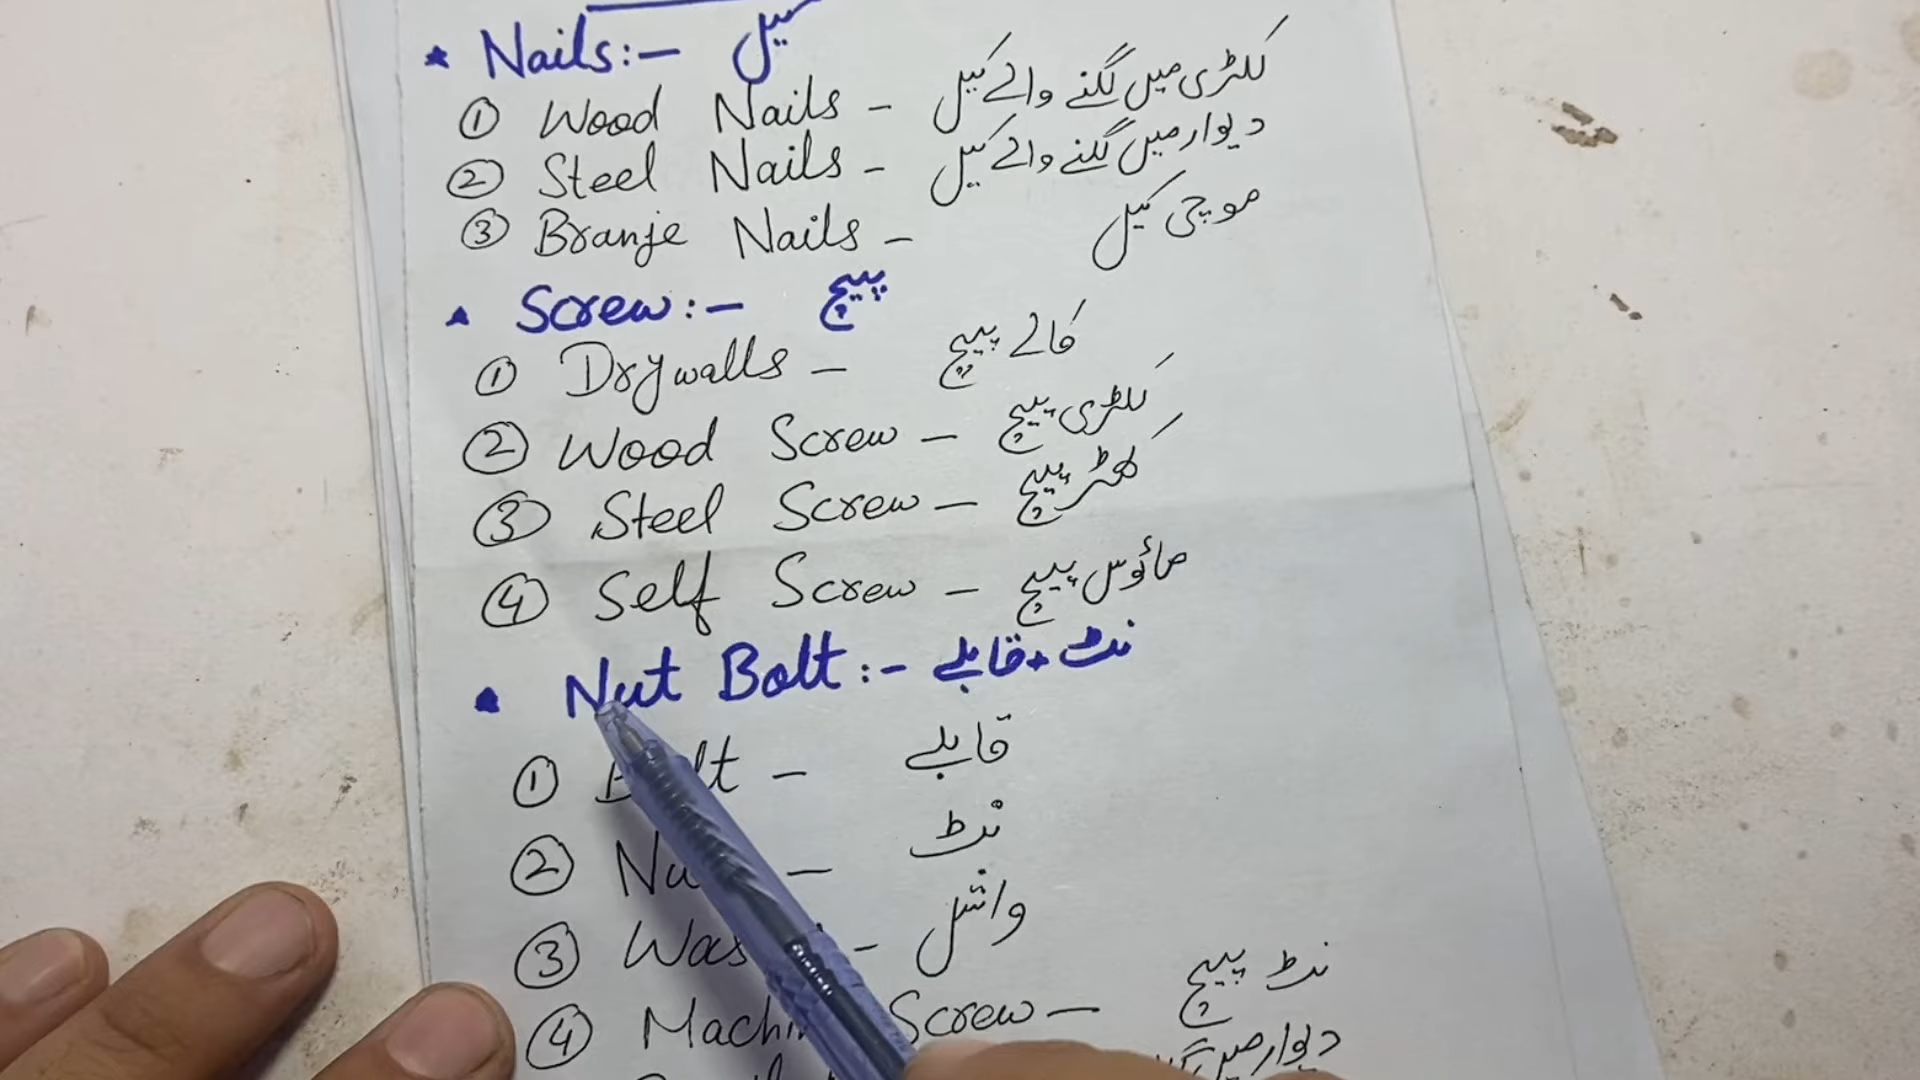 * Nails:- کیل
① Wood Nails - لکڑی میں لگنے والے کیل
② Steel Nails - دیوار میں لگنے والے کیل
③ Branje Nails - موچی کیل
* Screw:- پیچ
① Drywalls - کالے پیچ
② Wood Screw - لکڑی پیچ
③ Steel Screw - پیچ
④ Self Screw - پیچ
* Nut Bolt:- نٹ + قابلے
① - قابلے
② - نٹ
③ - واشل
④ Screw - نٹ پیچ
دیوار میں